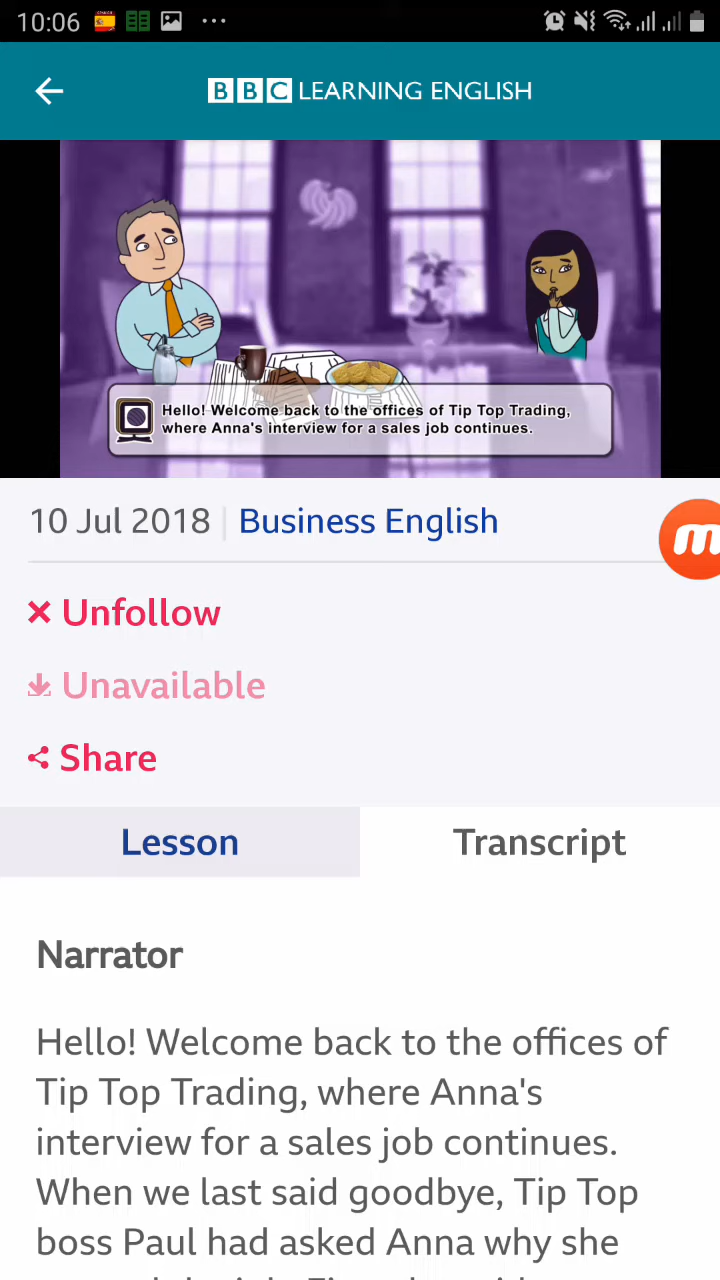 10:06
BBC LEARNING ENGLISH
Hello! Welcome back to the offices of Tip Top Trading,
where Anna's interview for a sales job continues.
10 Jul 2018 Business English
m
Unfollow
Unavailable
Share
Lesson Transcript
Narrator
Hello! Welcome back to the offices of
Tip Top Trading, where Anna's
interview for a sales job continues.
When we last said goodbye, Tip Top
boss Paul had asked Anna why she